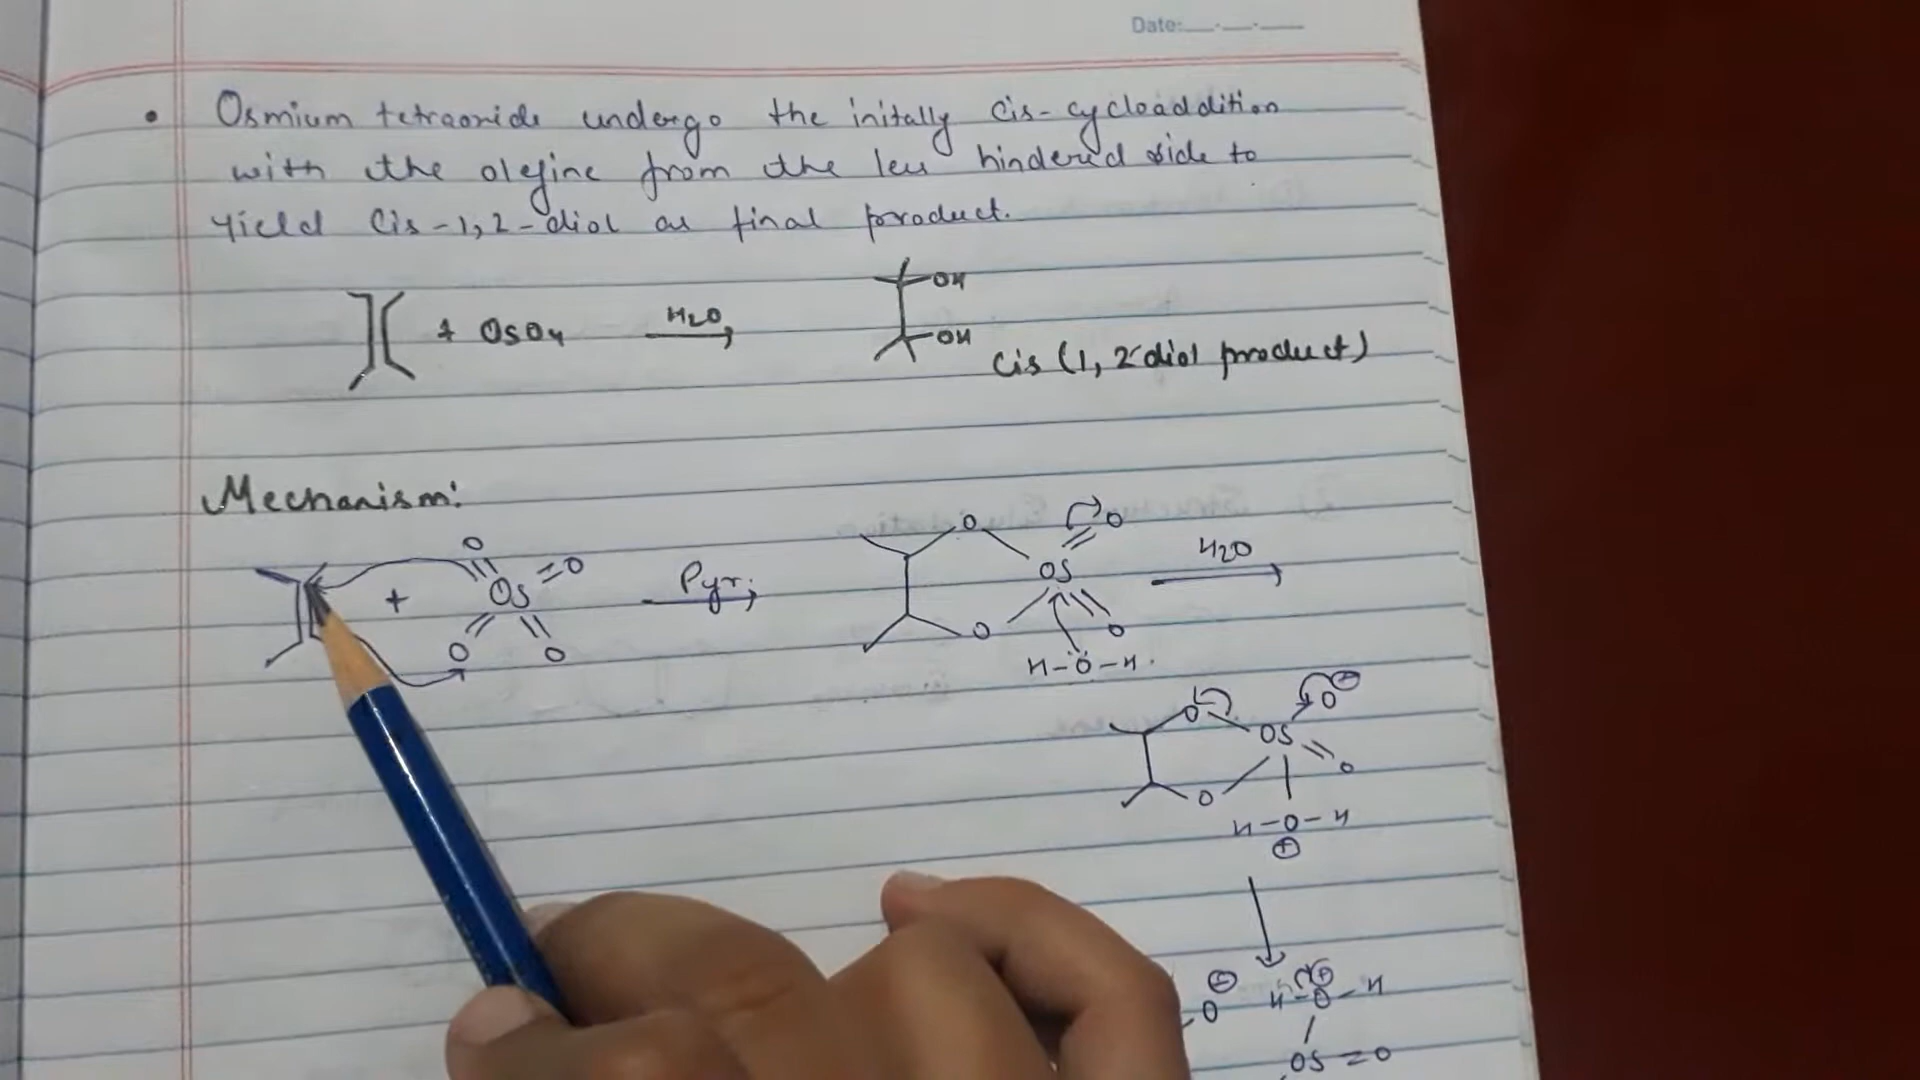 Date:
• Osmium tetraoxide undergo the initally cis-cycloaddition
with the olefine from the less hindered side to
yield cis-1,2-diol as final product.
+ OsO4 H2O OH
OH
cis (1, 2 diol product)
Mechanism:
O O
+ Os Pyr.
O O
O O
Os H2O
O O
H-Ö-H.
O O ⊖
Os
O O
H-O-H
⊕
⊖ ⊕
O H-O-H
Os=O